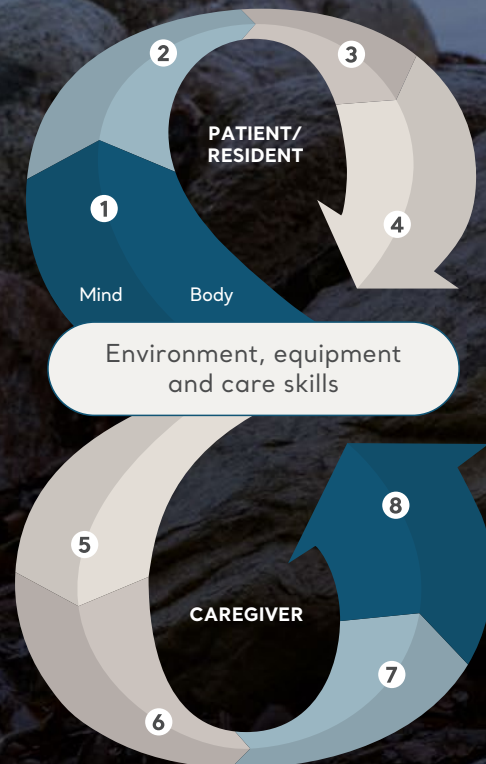 2
3
PATIENT/
RESIDENT
1
4
Mind Body
Environment, equipment
and care skills
8
5
CAREGIVER
7
6